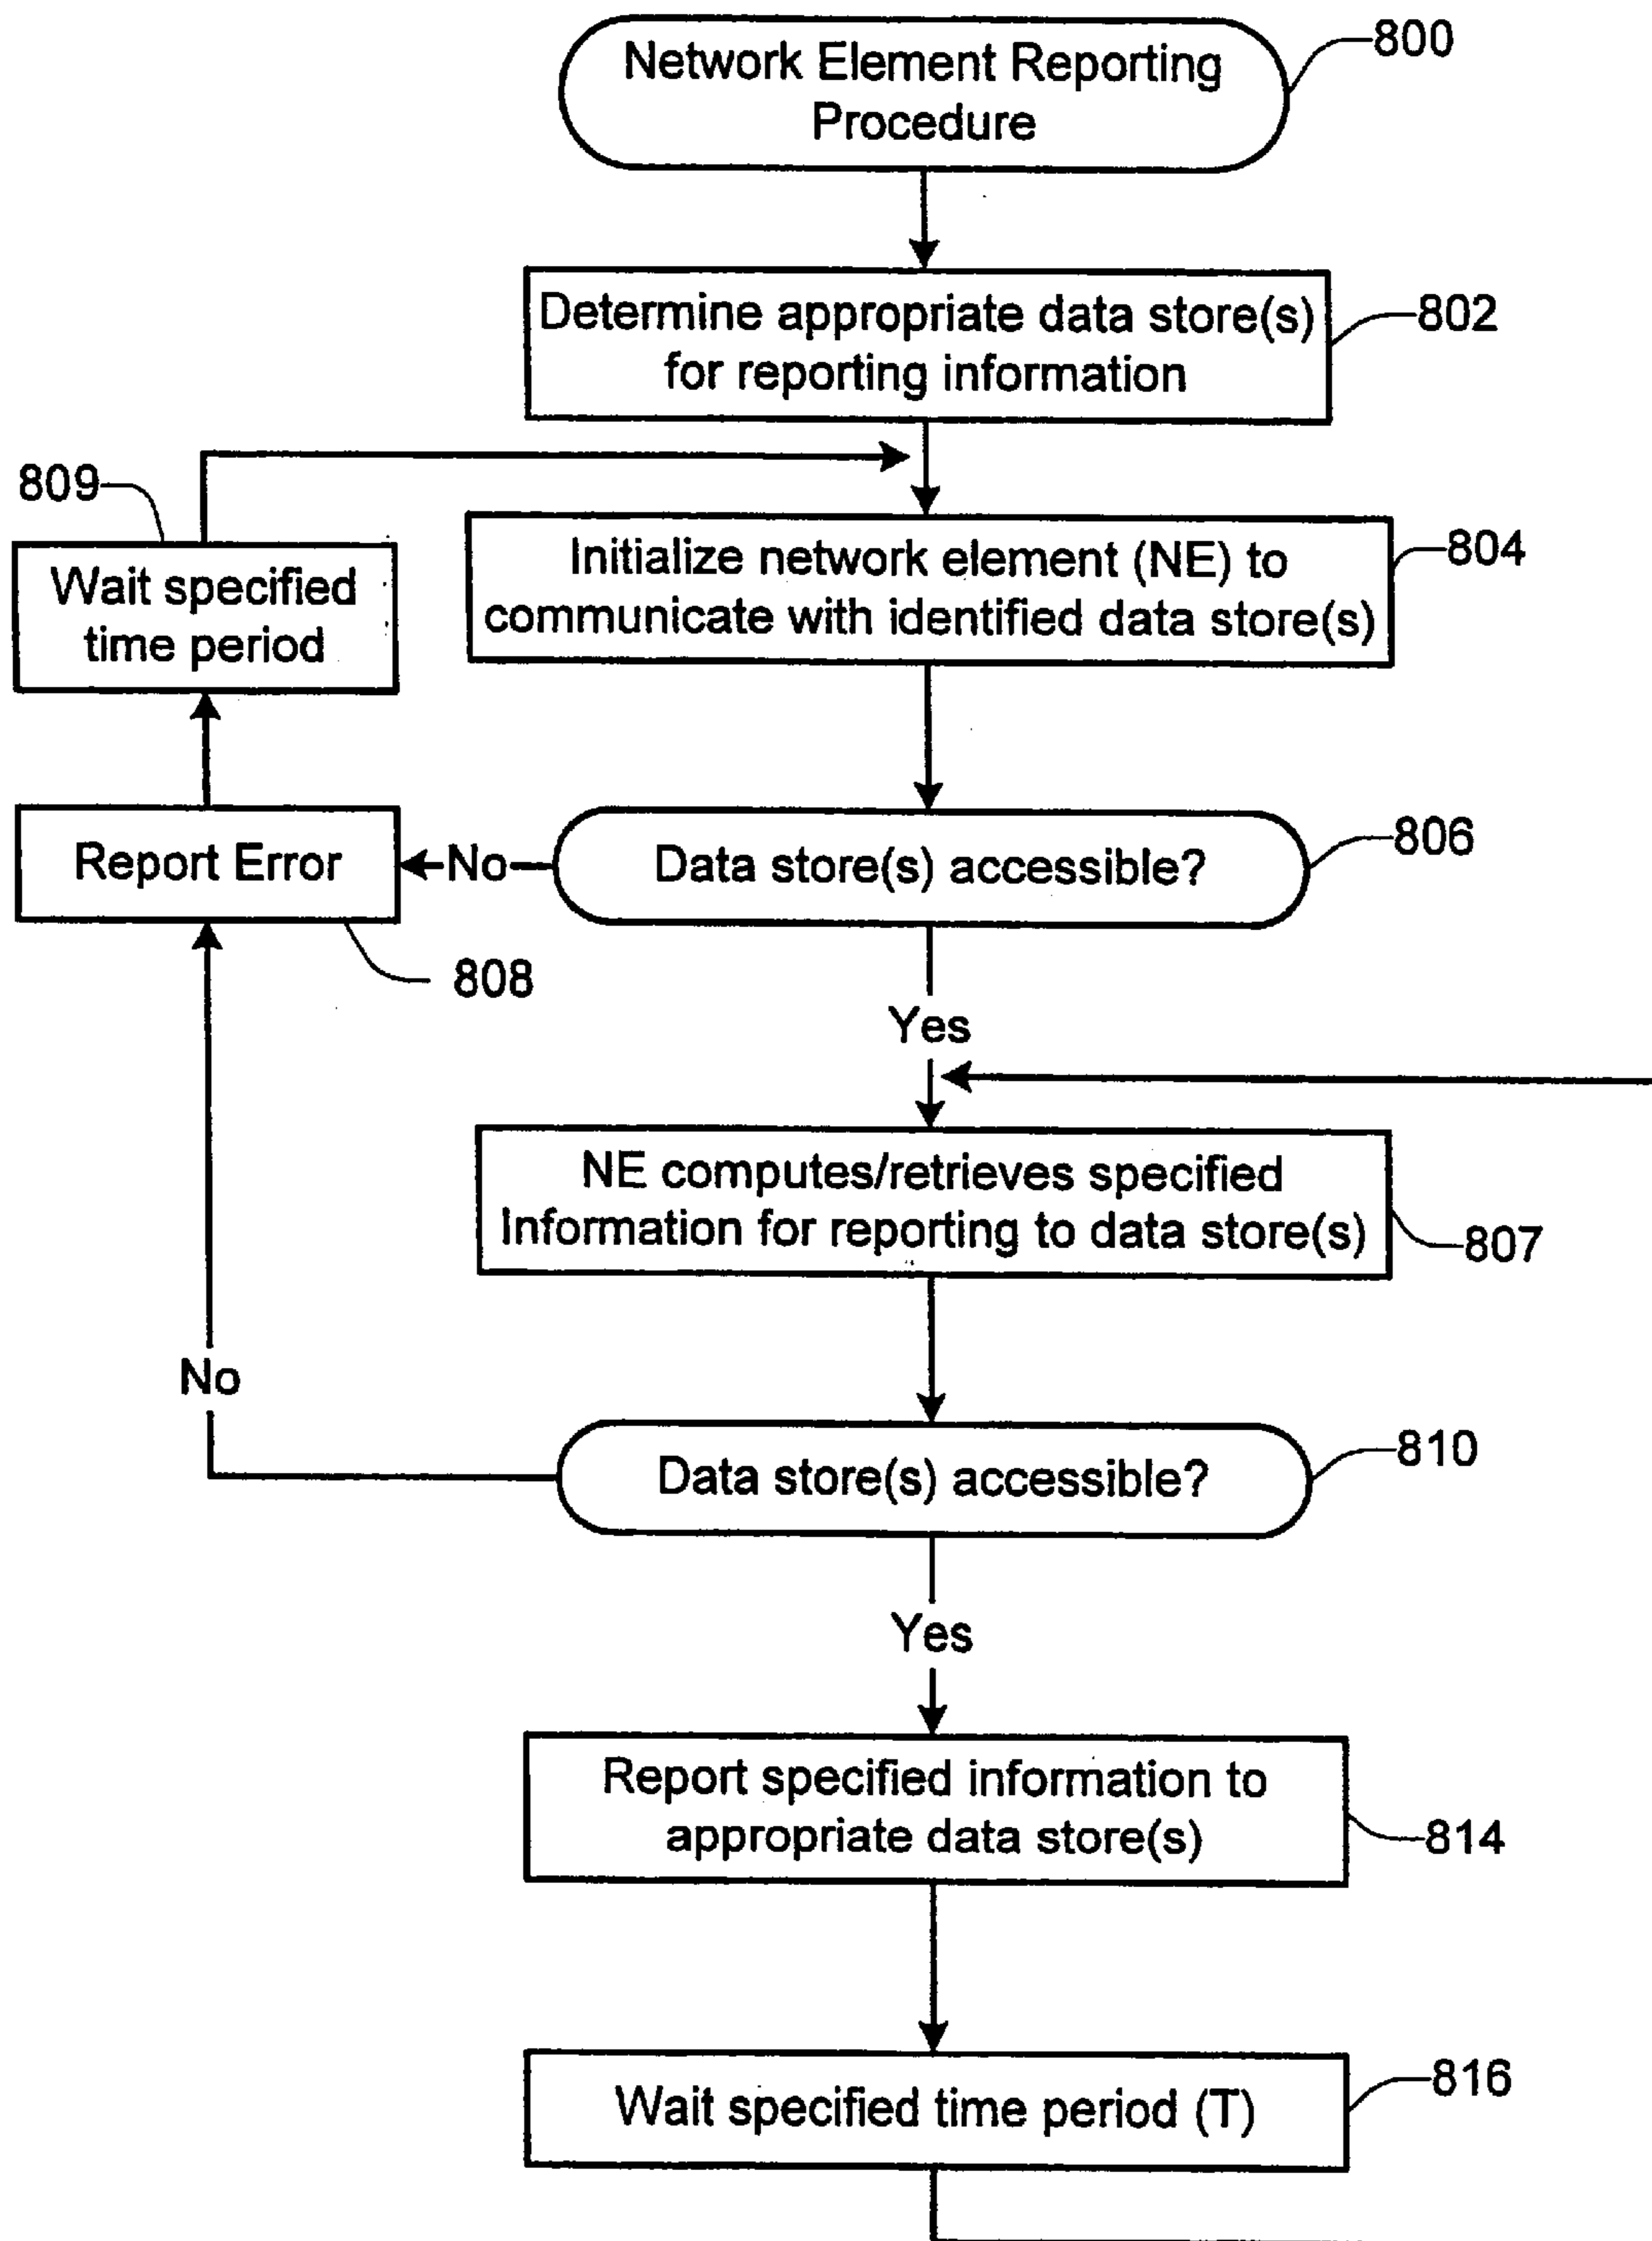 Network Element Reporting
Procedure
800
Determine appropriate data store(s)
for reporting information
802
809
Wait specified
time period
Initialize network element (NE) to
communicate with identified data store(s)
804
Report Error
808
No
Data store(s) accessible?
806
Yes
NE computes/retrieves specified
Information for reporting to data store(s)
807
No
Data store(s) accessible?
810
Yes
Report specified information to
appropriate data store(s)
814
Wait specified time period (T)
816